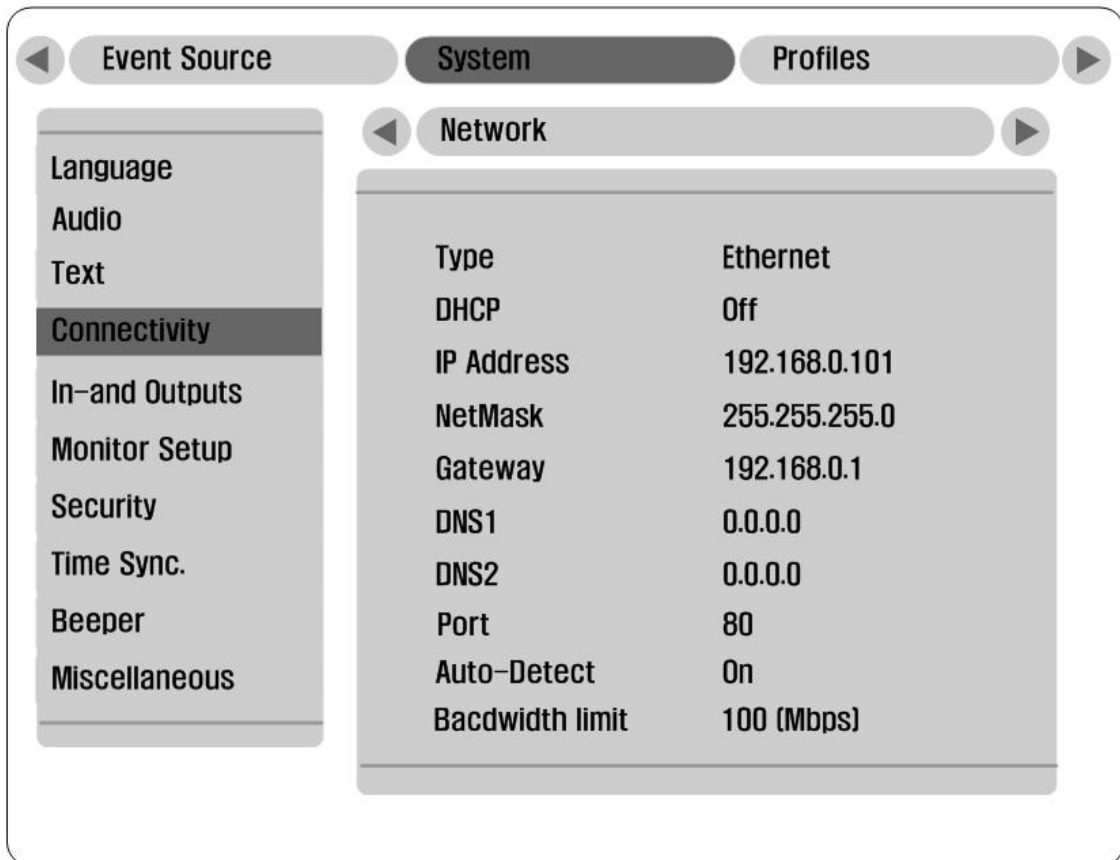 Event Source System Profiles
Network
Language
Audio
Text
Connectivity
In-and Outputs
Monitor Setup
Security
Time Sync.
Beeper
Miscellaneous
Type Ethernet
DHCP Off
IP Address 192.168.0.101
NetMask 255.255.255.0
Gateway 192.168.0.1
DNS1 0.0.0.0
DNS2 0.0.0.0
Port 80
Auto-Detect On
Bacdwidth limit 100 (Mbps)